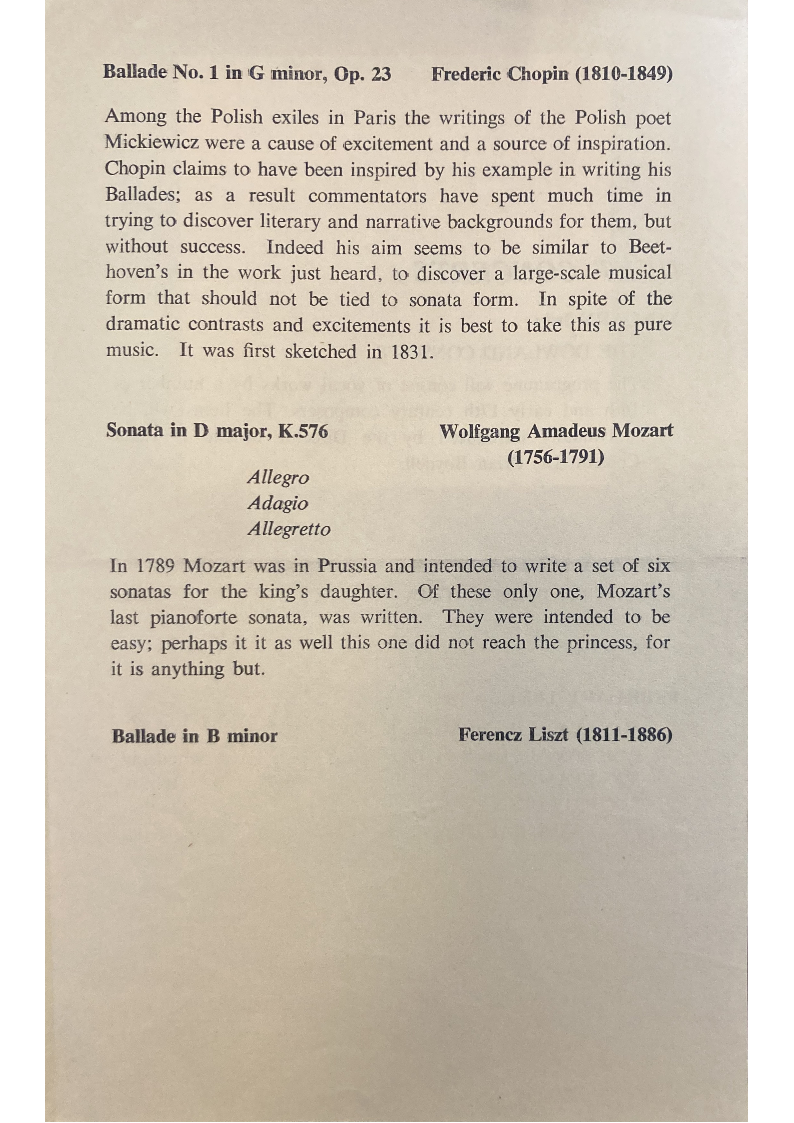 Ballade No. 1 in G minor, Op. 23 Frederic Chopin (1810-1849)
Among the Polish exiles in Paris the writings of the Polish poet
Mickiewicz were a cause of excitement and a source of inspiration.
Chopin claims to have been inspired by his example in writing his
Ballades; as a result commentators have spent much time in
trying to discover literary and narrative backgrounds for them, but
without success. Indeed his aim seems to be similar to Beet-
hoven's in the work just heard, to discover a large-scale musical
form that should not be tied to sonata form. In spite of the
dramatic contrasts and excitements it is best to take this as pure
music. It was first sketched in 1831.
Sonata in D major, K.576 Wolfgang Amadeus Mozart
(1756-1791)
Allegro
Adagio
Allegretto
In 1789 Mozart was in Prussia and intended to write a set of six
sonatas for the king's daughter. Of these only one, Mozart's
last pianoforte sonata, was written. They were intended to be
easy; perhaps it it as well this one did not reach the princess, for
it is anything but.
Ballade in B minor Ferencz Liszt (1811-1886)